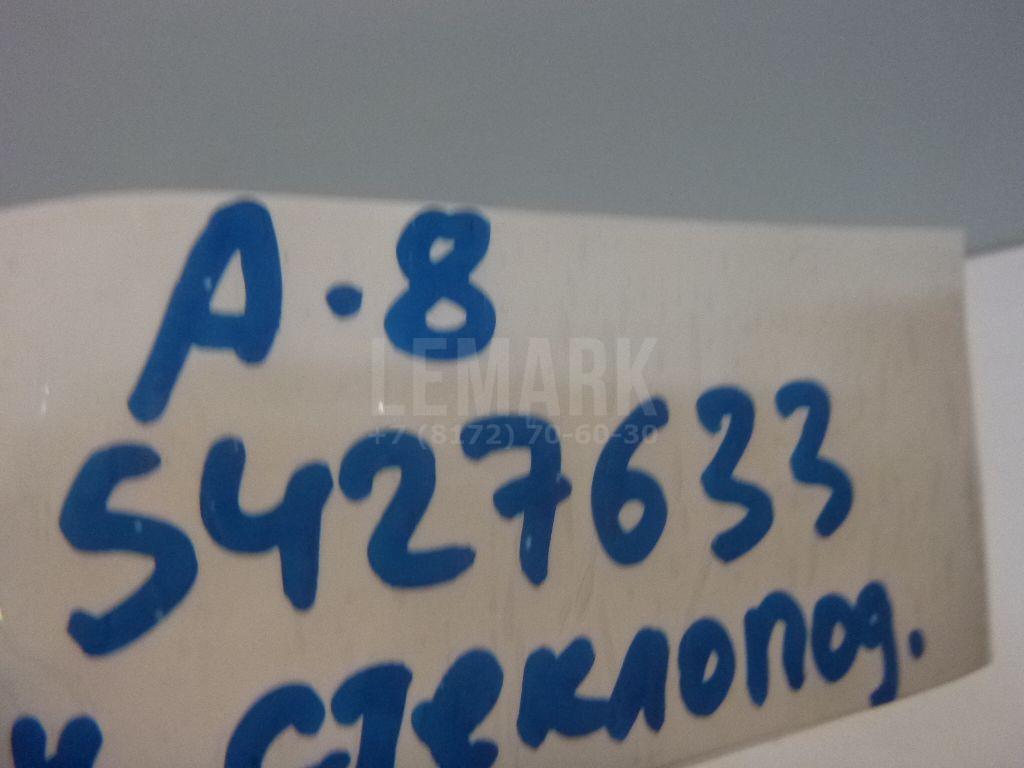 А.8
LEMARK
+7 (8172) 70-60-30
5427633
стеклопод.